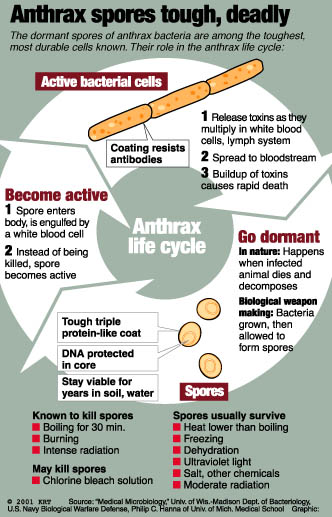 Anthrax spores tough, deadly
The dormant spores of anthrax bacteria are among the toughest,
most durable cells known. Their role in the anthrax life cycle:
Active bacterial cells
Coating resists
antibodies
1 Release toxins as they
multiply in white blood
cells, lymph system
2 Spread to bloodstream
3 Buildup of toxins
causes rapid death
Become active
1 Spore enters
body, is engulfed by
a white blood cell
2 Instead of being
killed, spore
becomes active
Anthrax
life cycle
Go dormant
In nature: Happens
when infected
animal dies and
decomposes
Biological weapon
making: Bacteria
grown, then
allowed to
form spores
Tough triple
protein-like coat
DNA protected
in core
Stay viable for
years in soil, water
Spores
Known to kill spores
Boiling for 30 min.
Burning
Intense radiation
May kill spores
Chlorine bleach solution
Spores usually survive
Heat lower than boiling
Freezing
Dehydration
Ultraviolet light
Salt, other chemicals
Moderate radiation
© 2001 KRT Source: "Medical Microbiology," Univ. of Wis.-Madison Dept. of Bacteriology,
U.S. Navy Biological Warfare Defense, Philip C. Hanna of Univ. of Mich. Medical School Graphic: